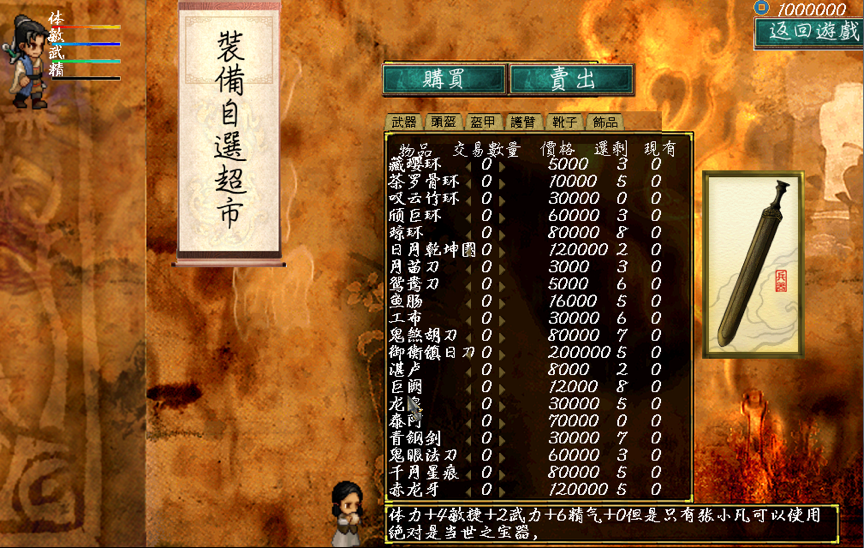 体
敏
武
精
1000000
返回遊戲
裝備自選超市
購買 賣出
武器 頭盔 盔甲 護臂 靴子 飾品
物品 交易數量 價格 還剩 現有
藏璎环 0 5000 3 0
荼罗骨环 0 10000 5 0
叹云竹环 0 30000 0 0
颀巨环 0 60000 3 0
琼环 0 80000 8 0
日月乾坤圈 0 120000 2 0
月苗刀 0 3000 3 0
鸳鸯刀 0 5000 6 0
鱼肠 0 16000 5 0
工布 0 30000 6 0
鬼煞胡刀 0 80000 7 0
御衛鎮日刀 0 200000 5 0
湛卢 0 8000 2 0
巨阙 0 12000 8 0
龙泉 0 30000 5 0
泰阿 0 70000 0 0
青钢剑 0 30000 7 0
鬼眼法刀 0 60000 3 0
千月星痕 0 80000 5 0
赤龙牙 0 120000 5 0
兵器
体力+4敏捷+2武力+6精气+0但是只有张小凡可以使用
绝对是当世之宝器,